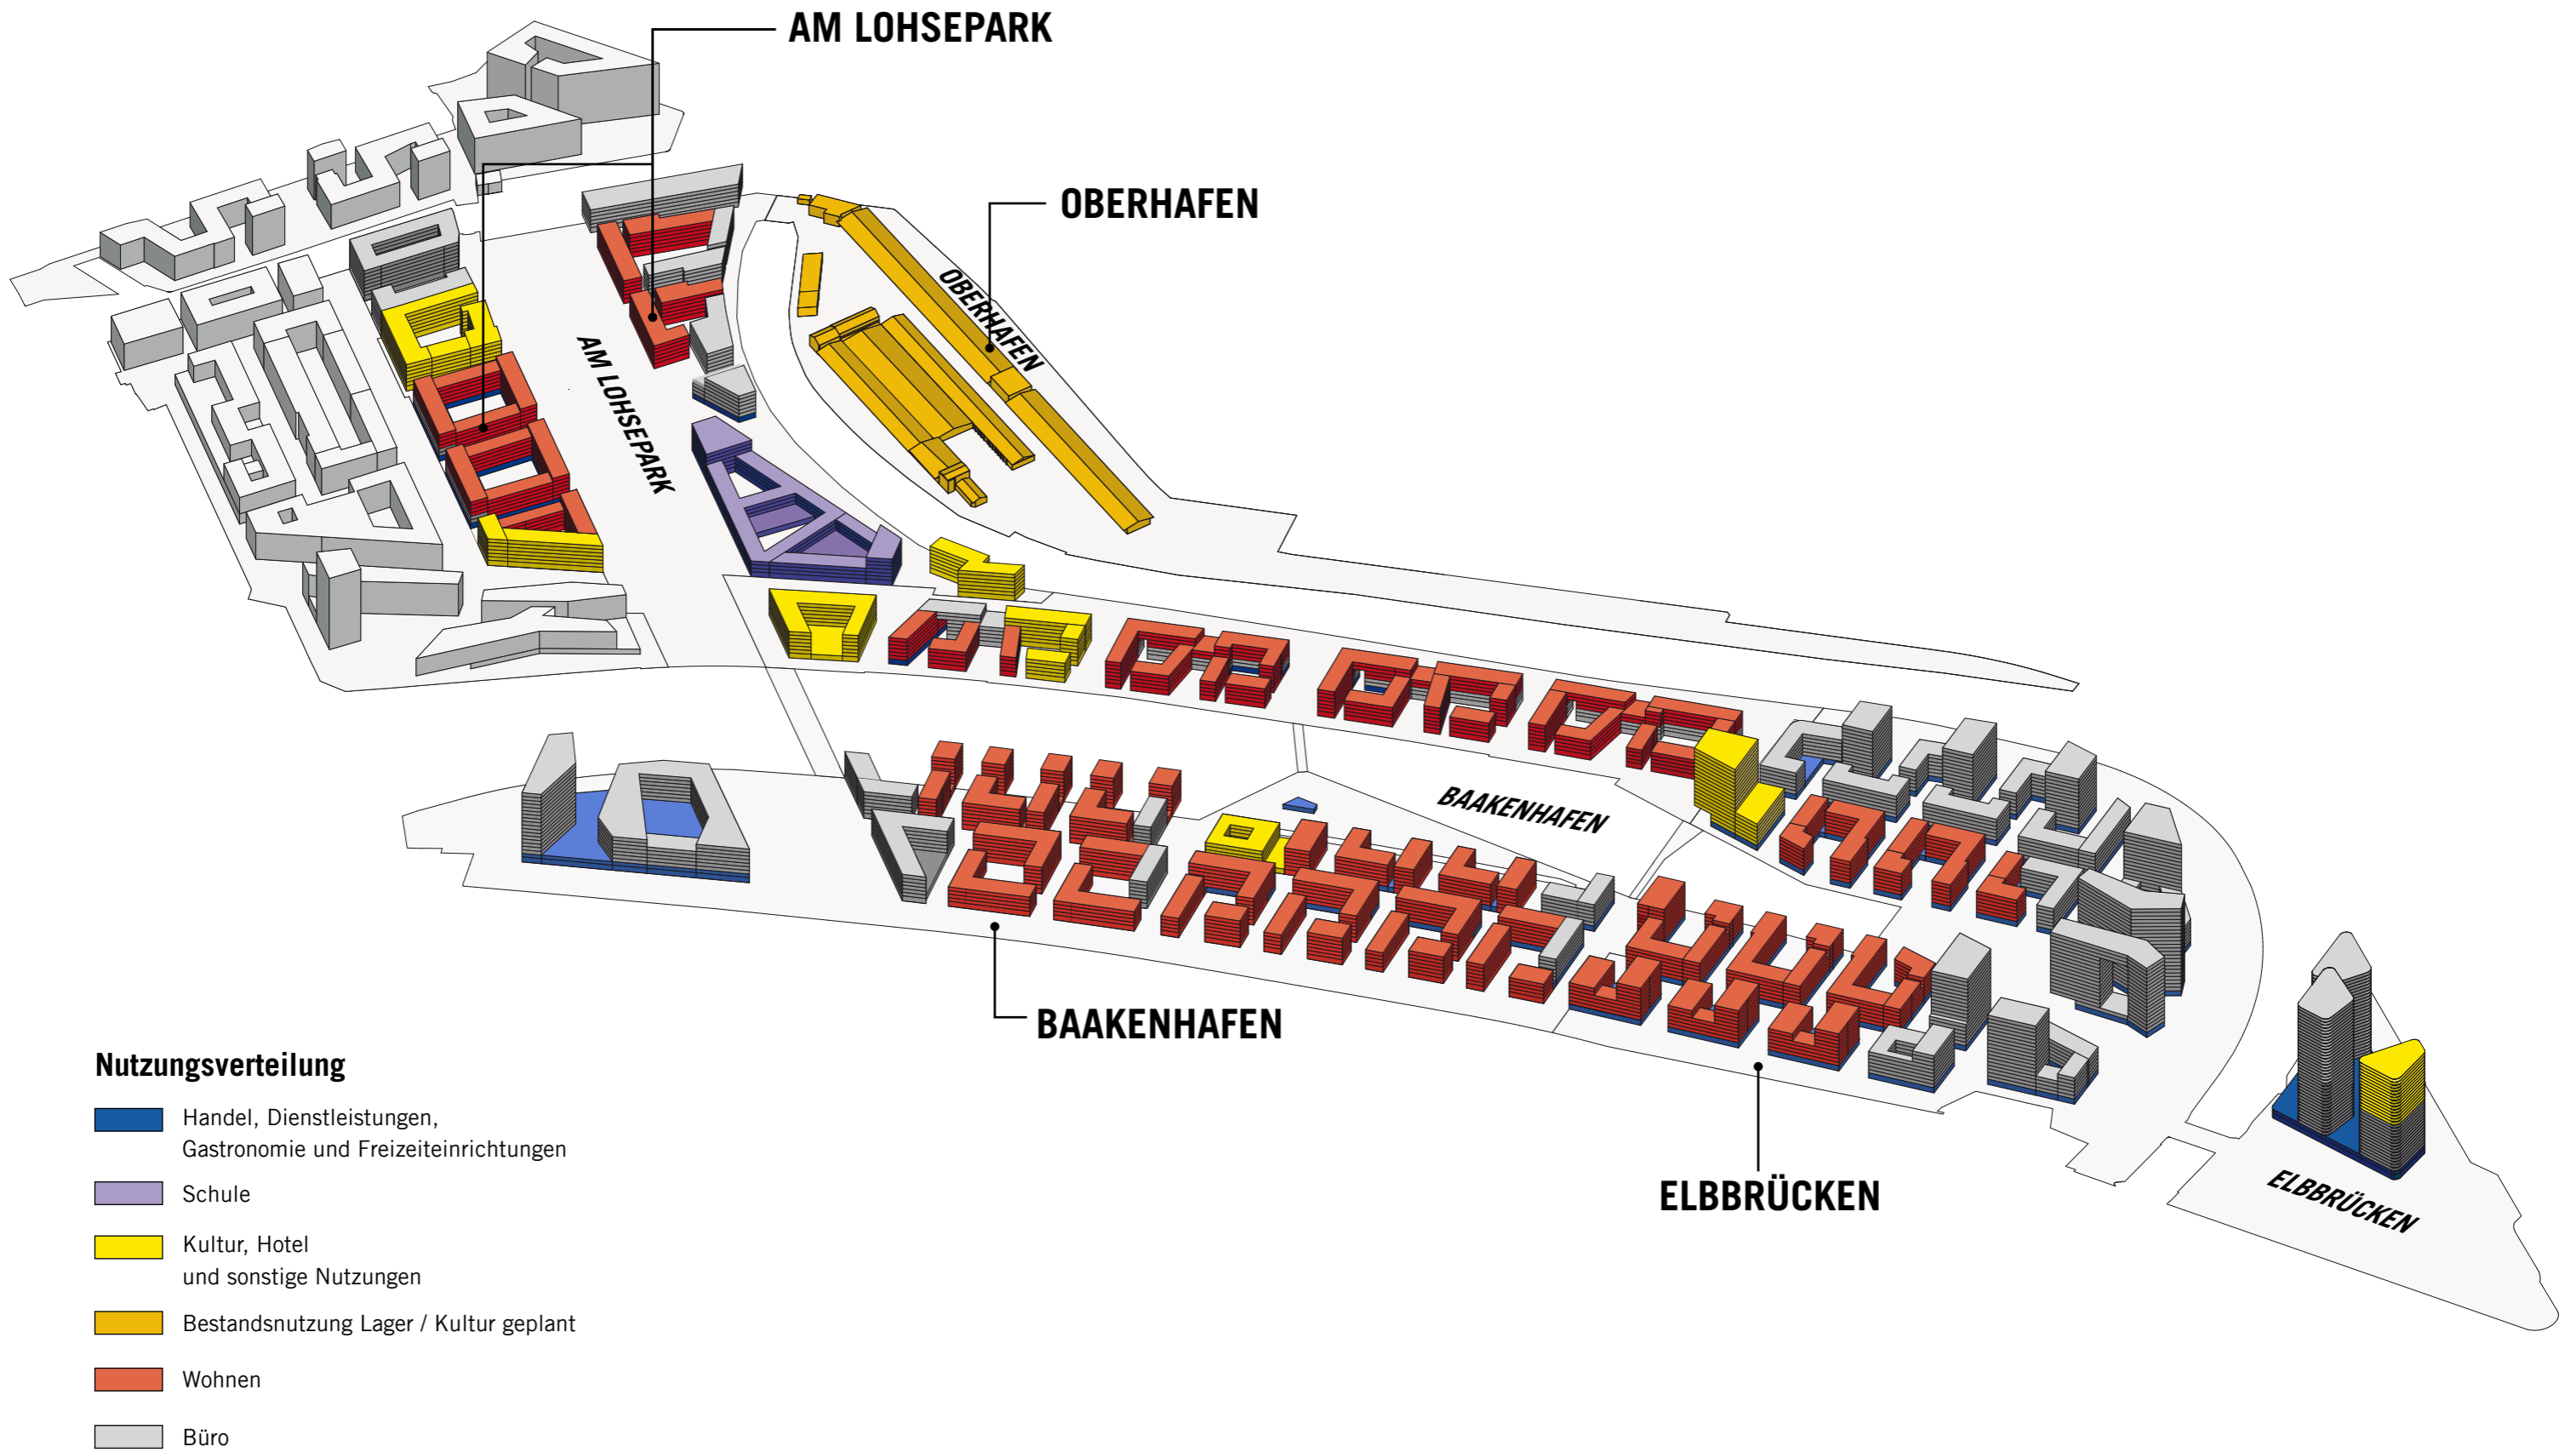 AM LOHSEPARK
OBERHAFEN
OBERHAFEN
AM LOHSEPARK
BAAKENHAFEN
BAAKENHAFEN
ELBBRÜCKEN
ELBBRÜCKEN
Nutzungsverteilung
Handel, Dienstleistungen,
Gastronomie und Freizeiteinrichtungen
Schule
Kultur, Hotel
und sonstige Nutzungen
Bestandsnutzung Lager / Kultur geplant
Wohnen
Büro